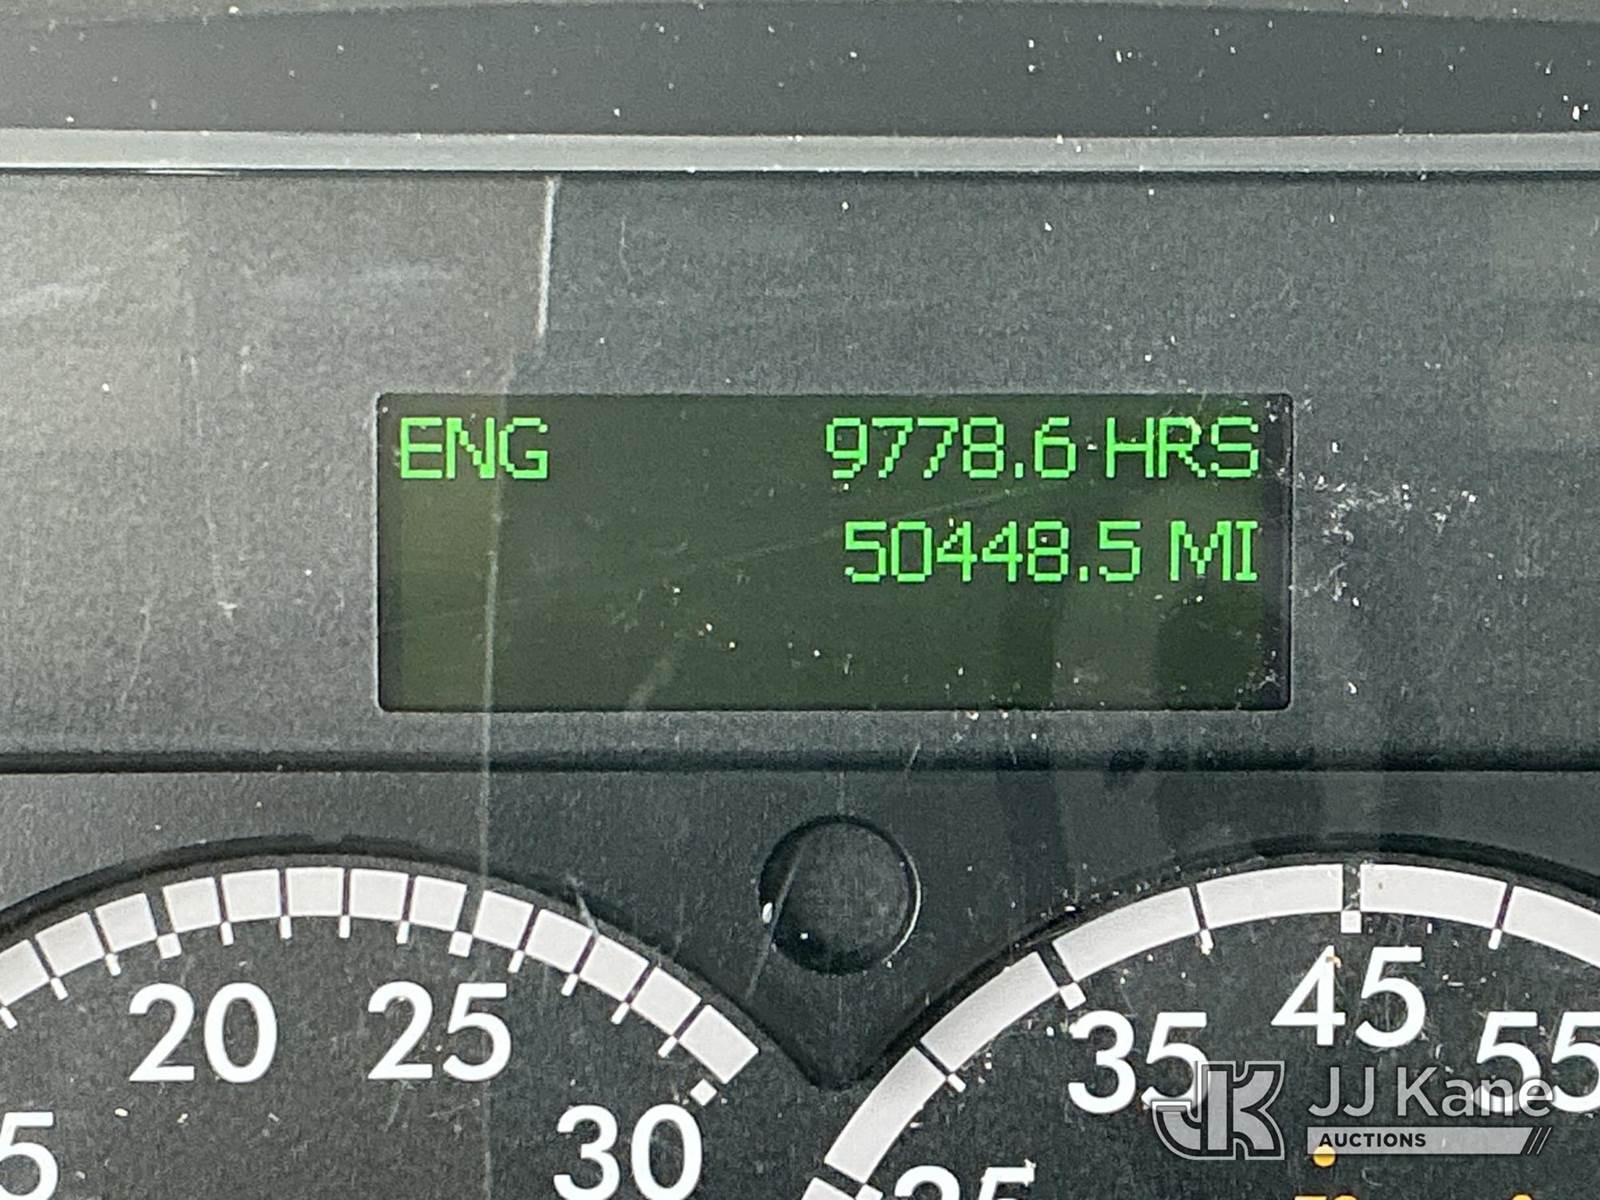 ENG 9778.6 HRS
50448.5 MI
20 25 30
35 45 55
JJ Kane
AUCTIONS